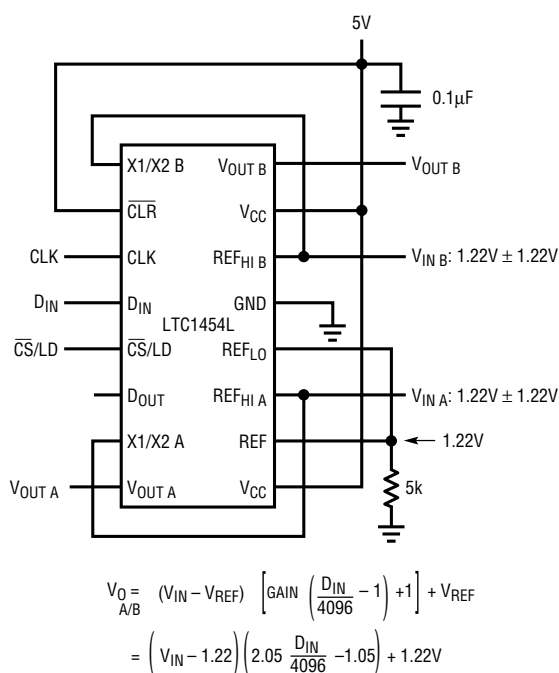 5V
0.1µF
X1/X2 B
V_OUT B
V_OUT B
C̅L̅R̅
V_CC
CLK
CLK
REF_HI B
V_IN B: 1.22V ± 1.22V
D_IN
D_IN
GND
LTC1454L
C̅S̅/LD
C̅S̅/LD
REF_LO
D_OUT
REF_HI A
V_IN A: 1.22V ± 1.22V
X1/X2 A
REF
1.22V
V_OUT A
V_OUT A
V_CC
5k
V_O A/B = (V_IN – V_REF) [GAIN (D_IN/4096 – 1) +1] + V_REF
= (V_IN – 1.22)(2.05 D_IN/4096 –1.05) + 1.22V